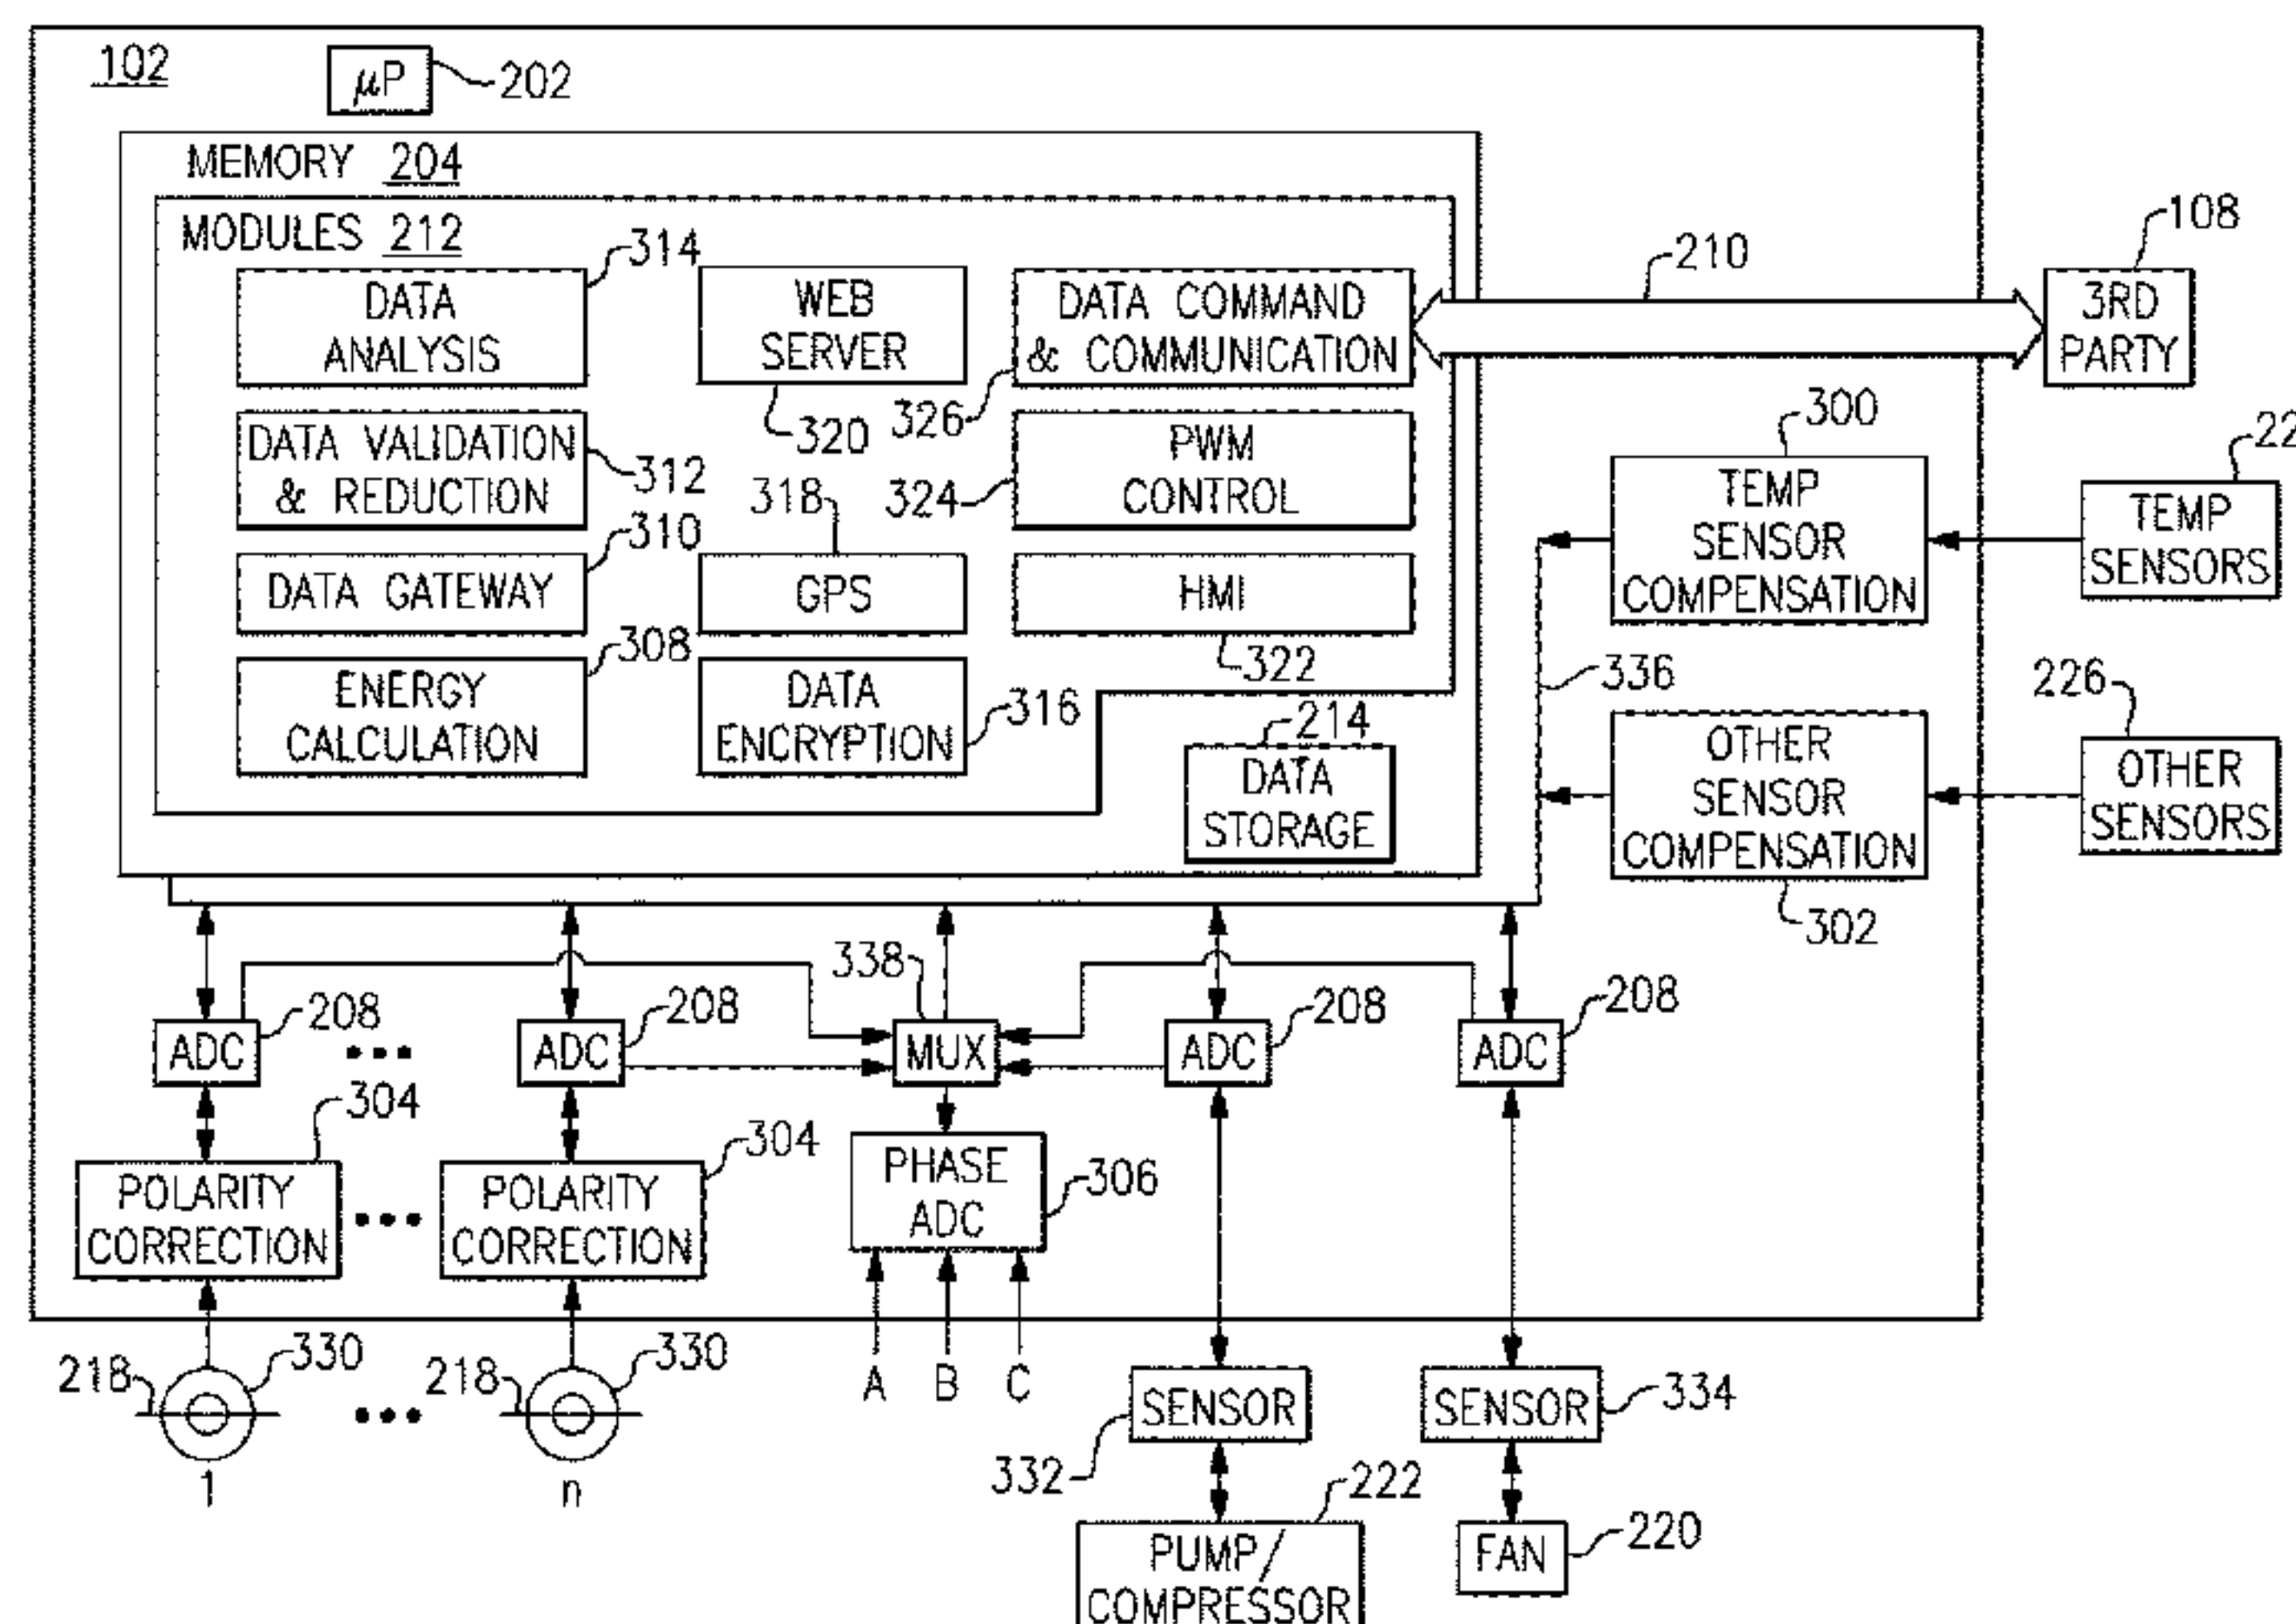 102
μP
202
MEMORY 204
MODULES 212
314
DATA
ANALYSIS
WEB
SERVER
320
DATA COMMAND
& COMMUNICATION
326
210
108
3RD
PARTY
DATA VALIDATION
& REDUCTION
312
318
324
PWM
CONTROL
300
TEMP
SENSOR
COMPENSATION
22
TEMP
SENSORS
310
DATA GATEWAY
GPS
HMI
322
308
ENERGY
CALCULATION
DATA
ENCRYPTION
316
336
214
DATA
STORAGE
OTHER
SENSOR
COMPENSATION
302
226
OTHER
SENSORS
338
ADC
208
ADC
208
MUX
ADC
208
ADC
208
304
POLARITY
CORRECTION
304
POLARITY
CORRECTION
PHASE
ADC
306
218
330
1
218
330
n
A B C
SENSOR
332
SENSOR
334
222
PUMP/
COMPRESSOR
FAN
220